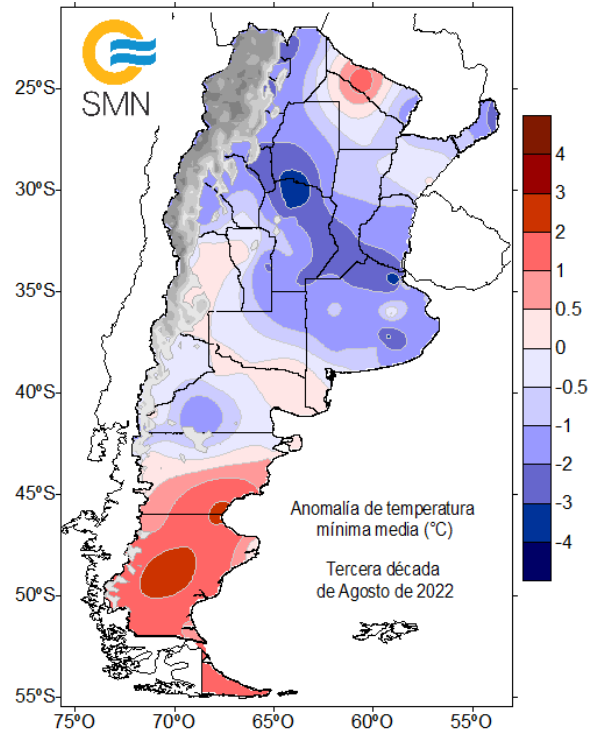 SMN
25°S
30°S
35°S
40°S
45°S
50°S
55°S
75°O
70°O
65°O
60°O
55°O
4
3
2
1
0.5
0
-0.5
-1
-2
-3
-4
Anomalía de temperatura
mínima media (°C)
Tercera década
de Agosto de 2022